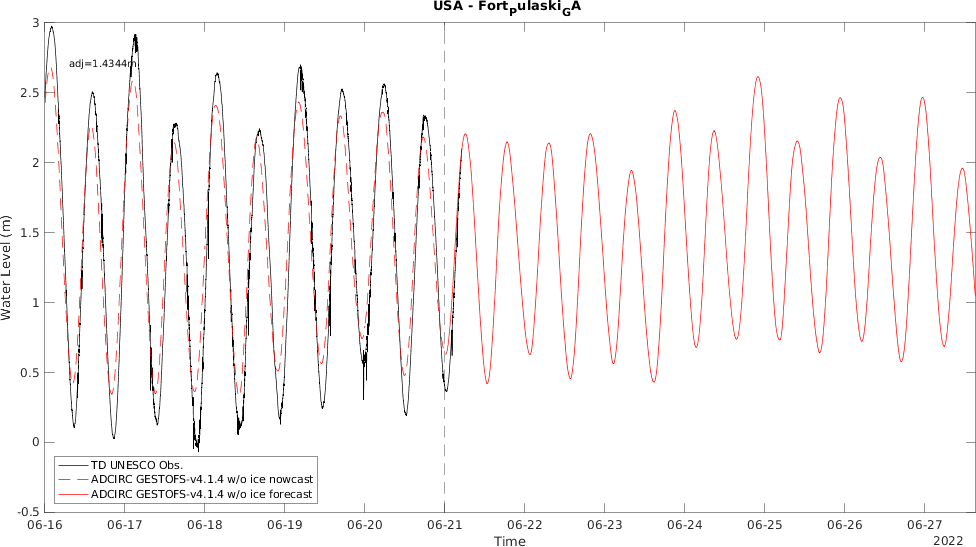 USA - Fort_Pulaski_GA
adj=1.4344m
3
2.5
2
1.5
1
0.5
0
-0.5
Water Level (m)
TD UNESCO Obs.
ADCIRC GESTOFS-v4.1.4 w/o ice nowcast
ADCIRC GESTOFS-v4.1.4 w/o ice forecast
06-16 06-17 06-18 06-19 06-20 06-21 06-22 06-23 06-24 06-25 06-26 06-27
Time
2022